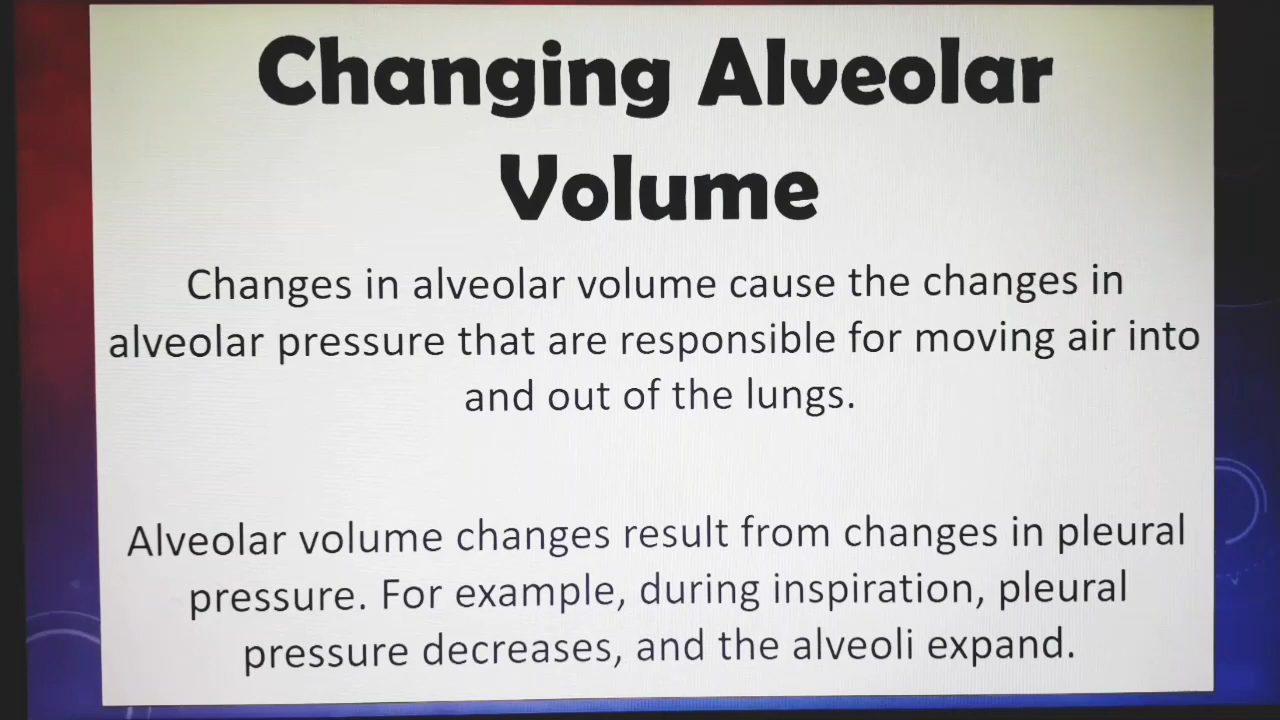 Changing Alveolar
Volume
Changes in alveolar volume cause the changes in
alveolar pressure that are responsible for moving air into
and out of the lungs.
Alveolar volume changes result from changes in pleural
pressure. For example, during inspiration, pleural
pressure decreases, and the alveoli expand.